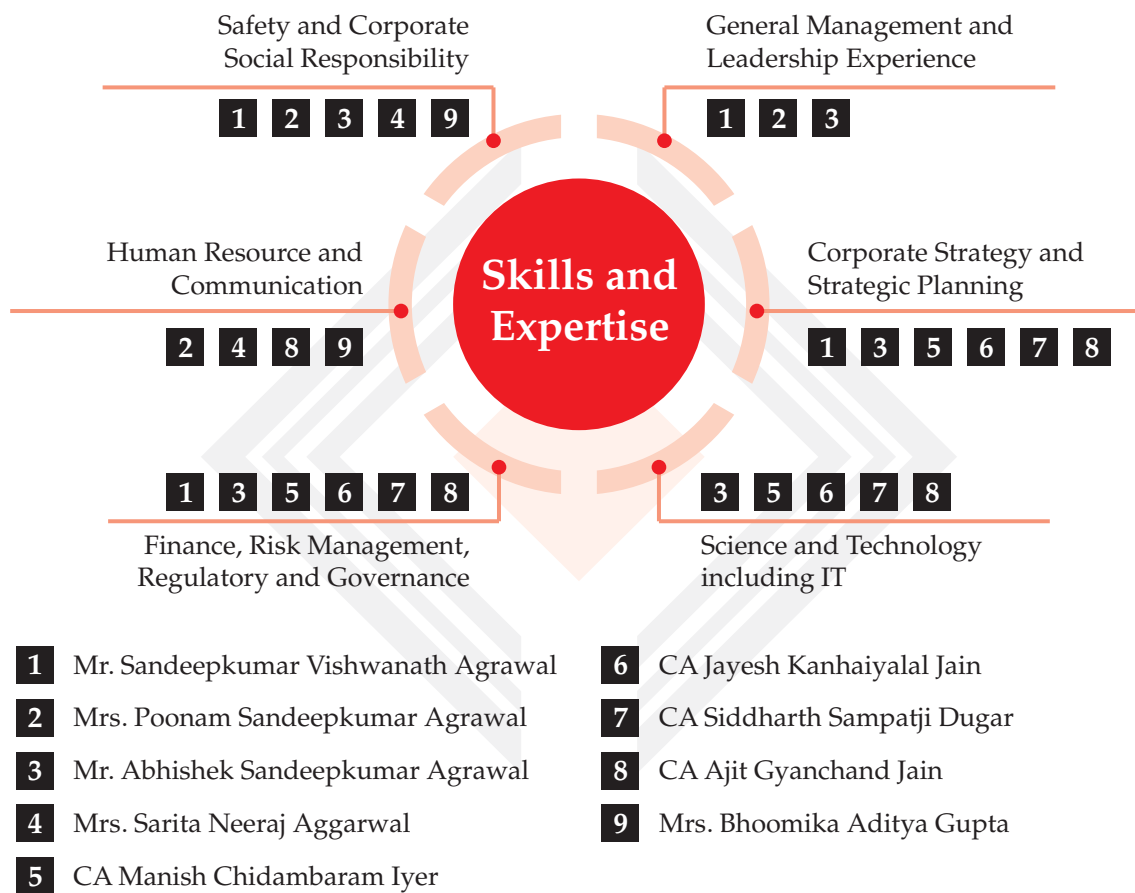 Safety and Corporate
Social Responsibility
1 2 3 4 9
General Management and
Leadership Experience
1 2 3
Human Resource and
Communication
2 4 8 9
Skills and
Expertise
Corporate Strategy and
Strategic Planning
1 3 5 6 7 8
1 3 5 6 7 8
Finance, Risk Management,
Regulatory and Governance
3 5 6 7 8
Science and Technology
including IT
1 Mr. Sandeepkumar Vishwanath Agrawal
2 Mrs. Poonam Sandeepkumar Agrawal
3 Mr. Abhishek Sandeepkumar Agrawal
4 Mrs. Sarita Neeraj Aggarwal
5 CA Manish Chidambaram Iyer
6 CA Jayesh Kanhaiyalal Jain
7 CA Siddharth Sampatji Dugar
8 CA Ajit Gyanchand Jain
9 Mrs. Bhoomika Aditya Gupta